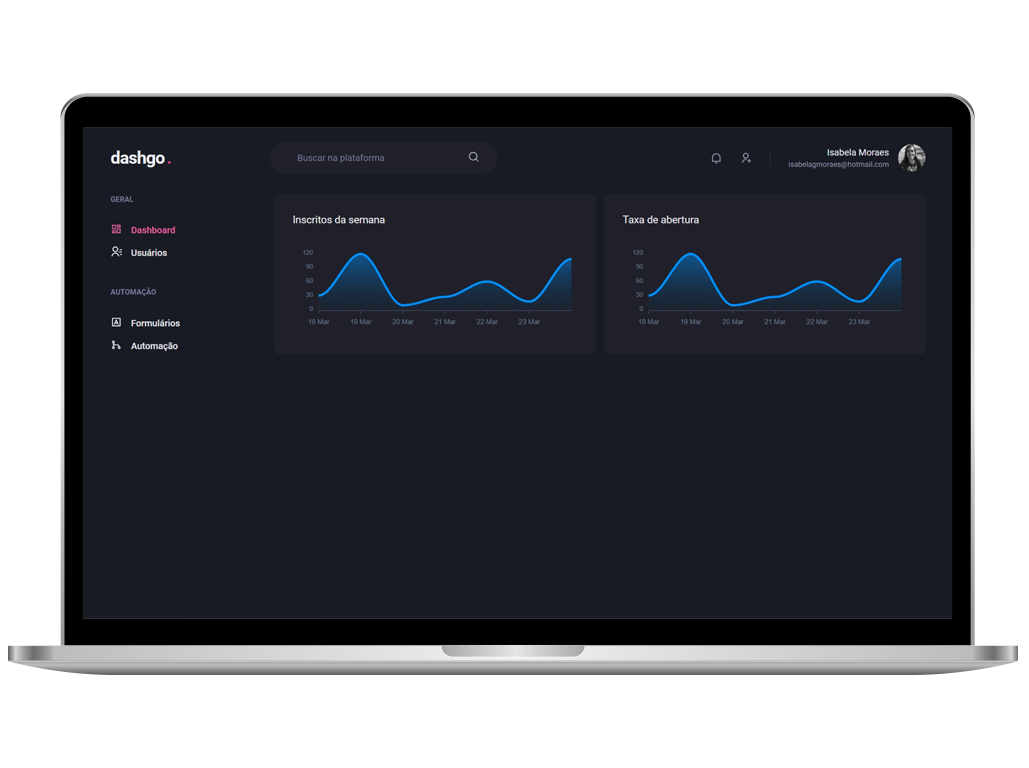 dashgo.
Buscar na plataforma
Isabela Moraes
isabelagmoraes@hotmail.com
GERAL
Dashboard
Usuários
AUTOMAÇÃO
Formulários
Automação
Inscritos da semana
120
90
60
30
0
18 Mar 19 Mar 20 Mar 21 Mar 22 Mar 23 Mar
Taxa de abertura
120
90
60
30
0
18 Mar 19 Mar 20 Mar 21 Mar 22 Mar 23 Mar